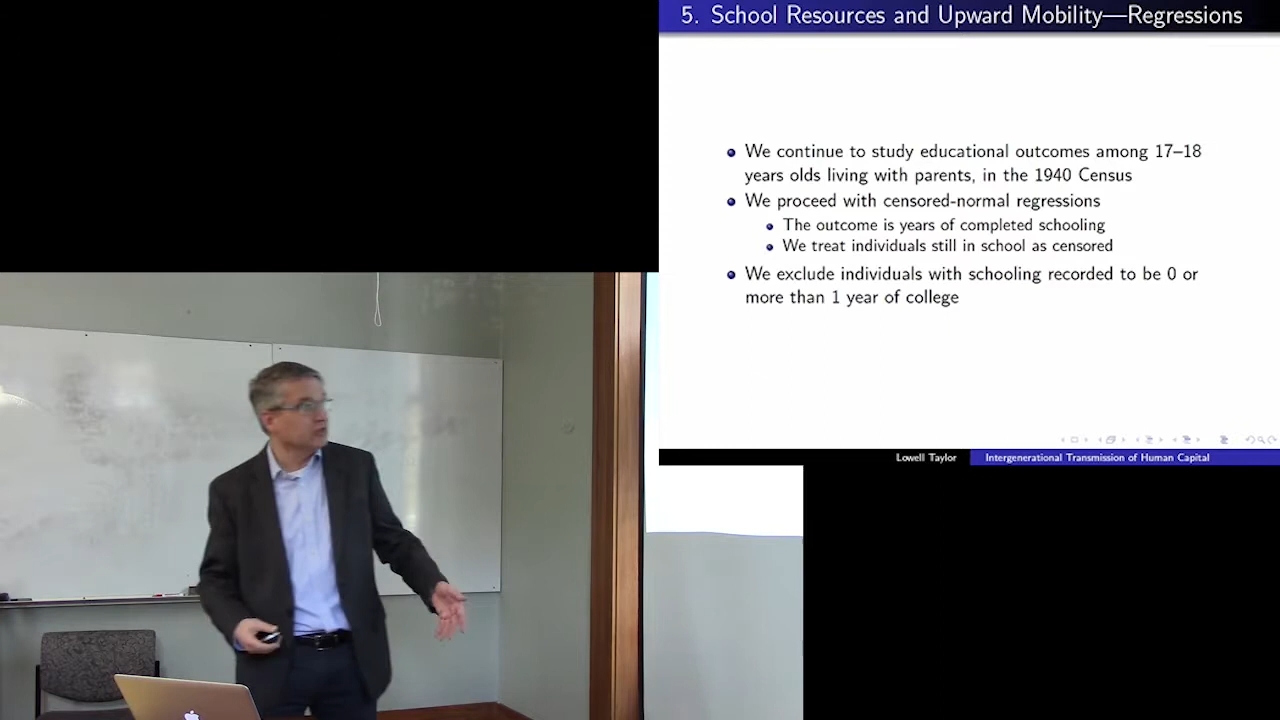 5. School Resources and Upward Mobility—Regressions
We continue to study educational outcomes among 17–18
years olds living with parents, in the 1940 Census
We proceed with censored-normal regressions
The outcome is years of completed schooling
We treat individuals still in school as censored
We exclude individuals with schooling recorded to be 0 or
more than 1 year of college
Lowell Taylor
Intergenerational Transmission of Human Capital